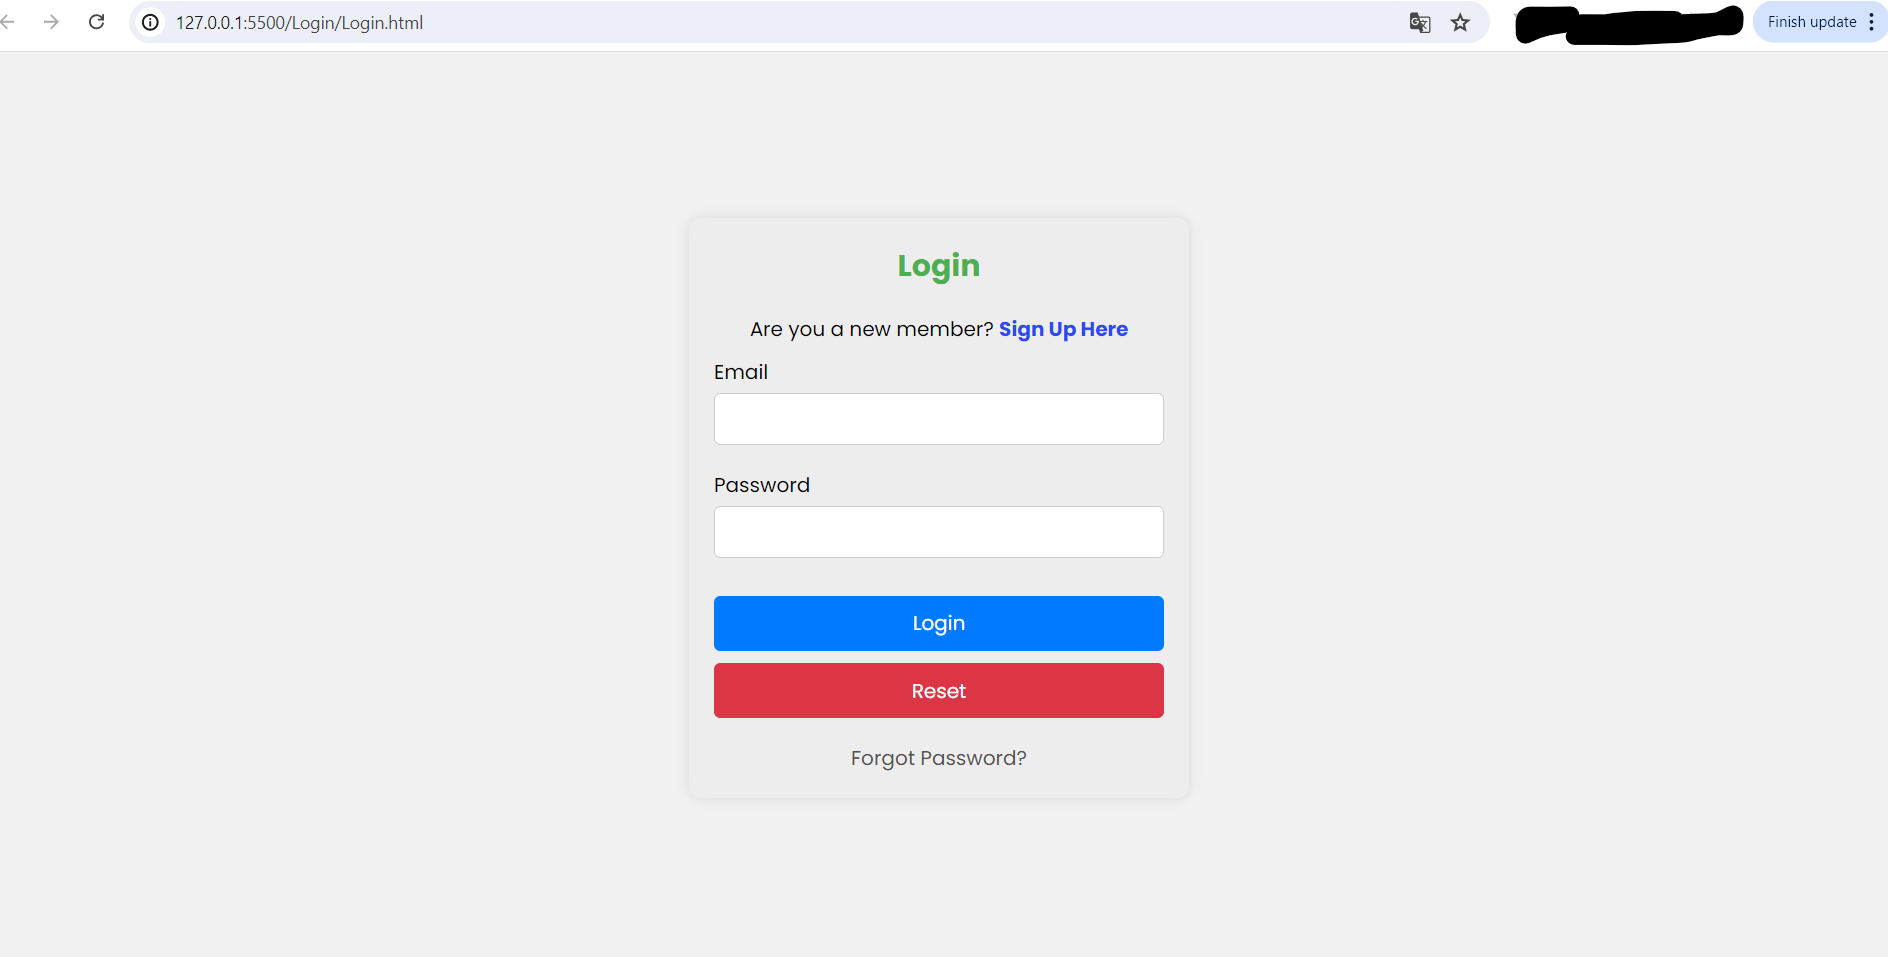 127.0.0.1:5500/Login/Login.html
Finish update
Login
Are you a new member? Sign Up Here
Email
Password
Login
Reset
Forgot Password?